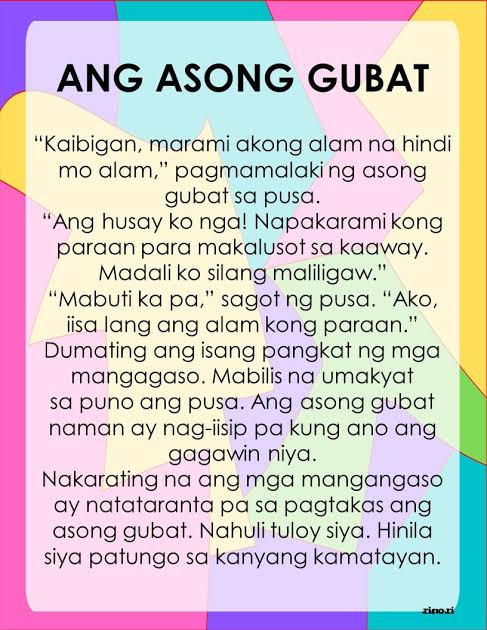 ANG ASONG GUBAT
“Kaibigan, marami akong alam na hindi
mo alam,” pagmamalaki ng asong
gubat sa pusa.
“Ang husay ko nga! Napakarami kong
paraan para makalusot sa kaaway.
Madali ko silang maliligaw.”
“Mabuti ka pa,” sagot ng pusa. “Ako,
iisa lang ang alam kong paraan.”
Dumating ang isang pangkat ng mga
mangagaso. Mabilis na umakyat
sa puno ang pusa. Ang asong gubat
naman ay nag-iisip pa kung ano ang
gagawin niya.
Nakarating na ang mga mangangaso
ay natataranta pa sa pagtakas ang
asong gubat. Nahuli tuloy siya. Hinila
siya patungo sa kanyang kamatayan.